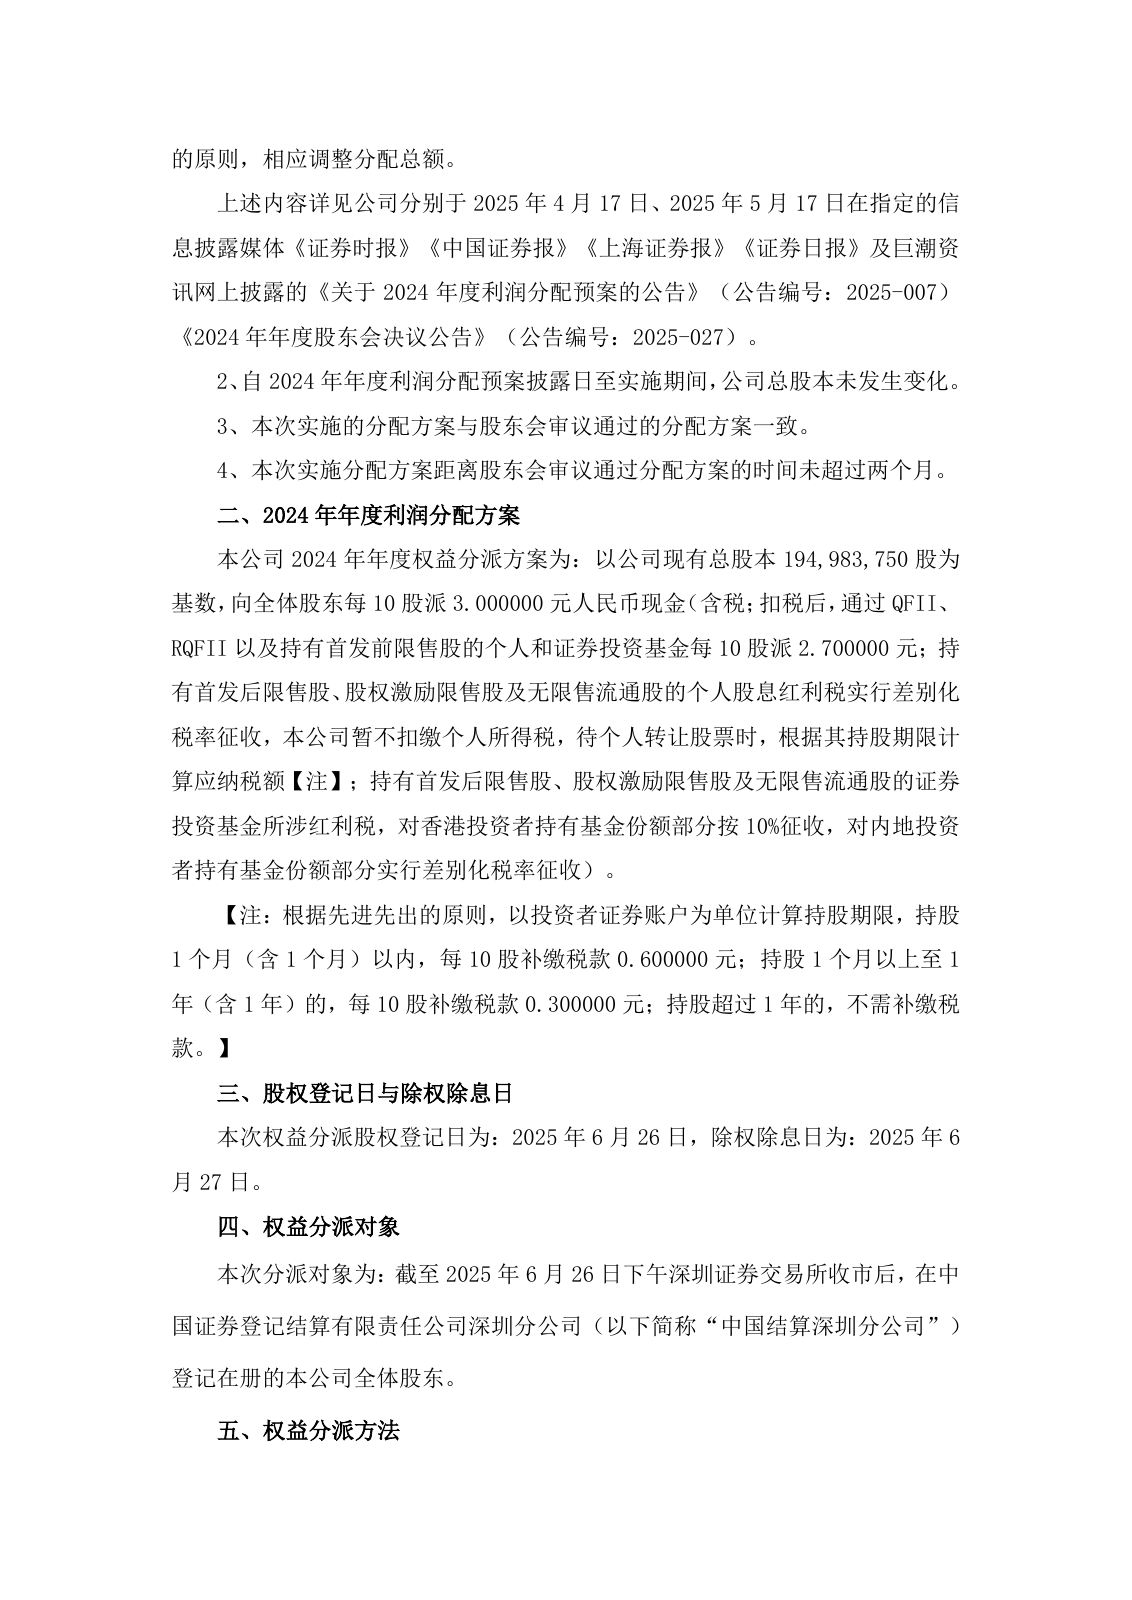 的原则，相应调整分配总额。
上述内容详见公司分别于 2025 年 4 月 17 日、2025 年 5 月 17 日在指定的信
息披露媒体《证券时报》《中国证券报》《上海证券报》《证券日报》及巨潮资
讯网上披露的《关于 2024 年度利润分配预案的公告》（公告编号：2025-007）
《2024 年年度股东会决议公告》（公告编号：2025-027）。
2、自 2024 年年度利润分配预案披露日至实施期间，公司总股本未发生变化。
3、本次实施的分配方案与股东会审议通过的分配方案一致。
4、本次实施分配方案距离股东会审议通过分配方案的时间未超过两个月。
二、2024 年年度利润分配方案
本公司 2024 年年度权益分派方案为：以公司现有总股本 194,983,750 股为
基数，向全体股东每 10 股派 3.000000 元人民币现金（含税；扣税后，通过 QFII、
RQFII 以及持有首发前限售股的个人和证券投资基金每 10 股派 2.700000 元；持
有首发后限售股、股权激励限售股及无限售流通股的个人股息红利税实行差别化
税率征收，本公司暂不扣缴个人所得税，待个人转让股票时，根据其持股期限计
算应纳税额【注】；持有首发后限售股、股权激励限售股及无限售流通股的证券
投资基金所涉红利税，对香港投资者持有基金份额部分按 10%征收，对内地投资
者持有基金份额部分实行差别化税率征收）。
【注：根据先进先出的原则，以投资者证券账户为单位计算持股期限，持股
1 个月（含 1 个月）以内，每 10 股补缴税款 0.600000 元；持股 1 个月以上至 1
年（含 1 年）的，每 10 股补缴税款 0.300000 元；持股超过 1 年的，不需补缴税
款。】
三、股权登记日与除权除息日
本次权益分派股权登记日为：2025 年 6 月 26 日，除权除息日为：2025 年 6
月 27 日。
四、权益分派对象
本次分派对象为：截至 2025 年 6 月 26 日下午深圳证券交易所收市后，在中
国证券登记结算有限责任公司深圳分公司（以下简称“中国结算深圳分公司”）
登记在册的本公司全体股东。
五、权益分派方法